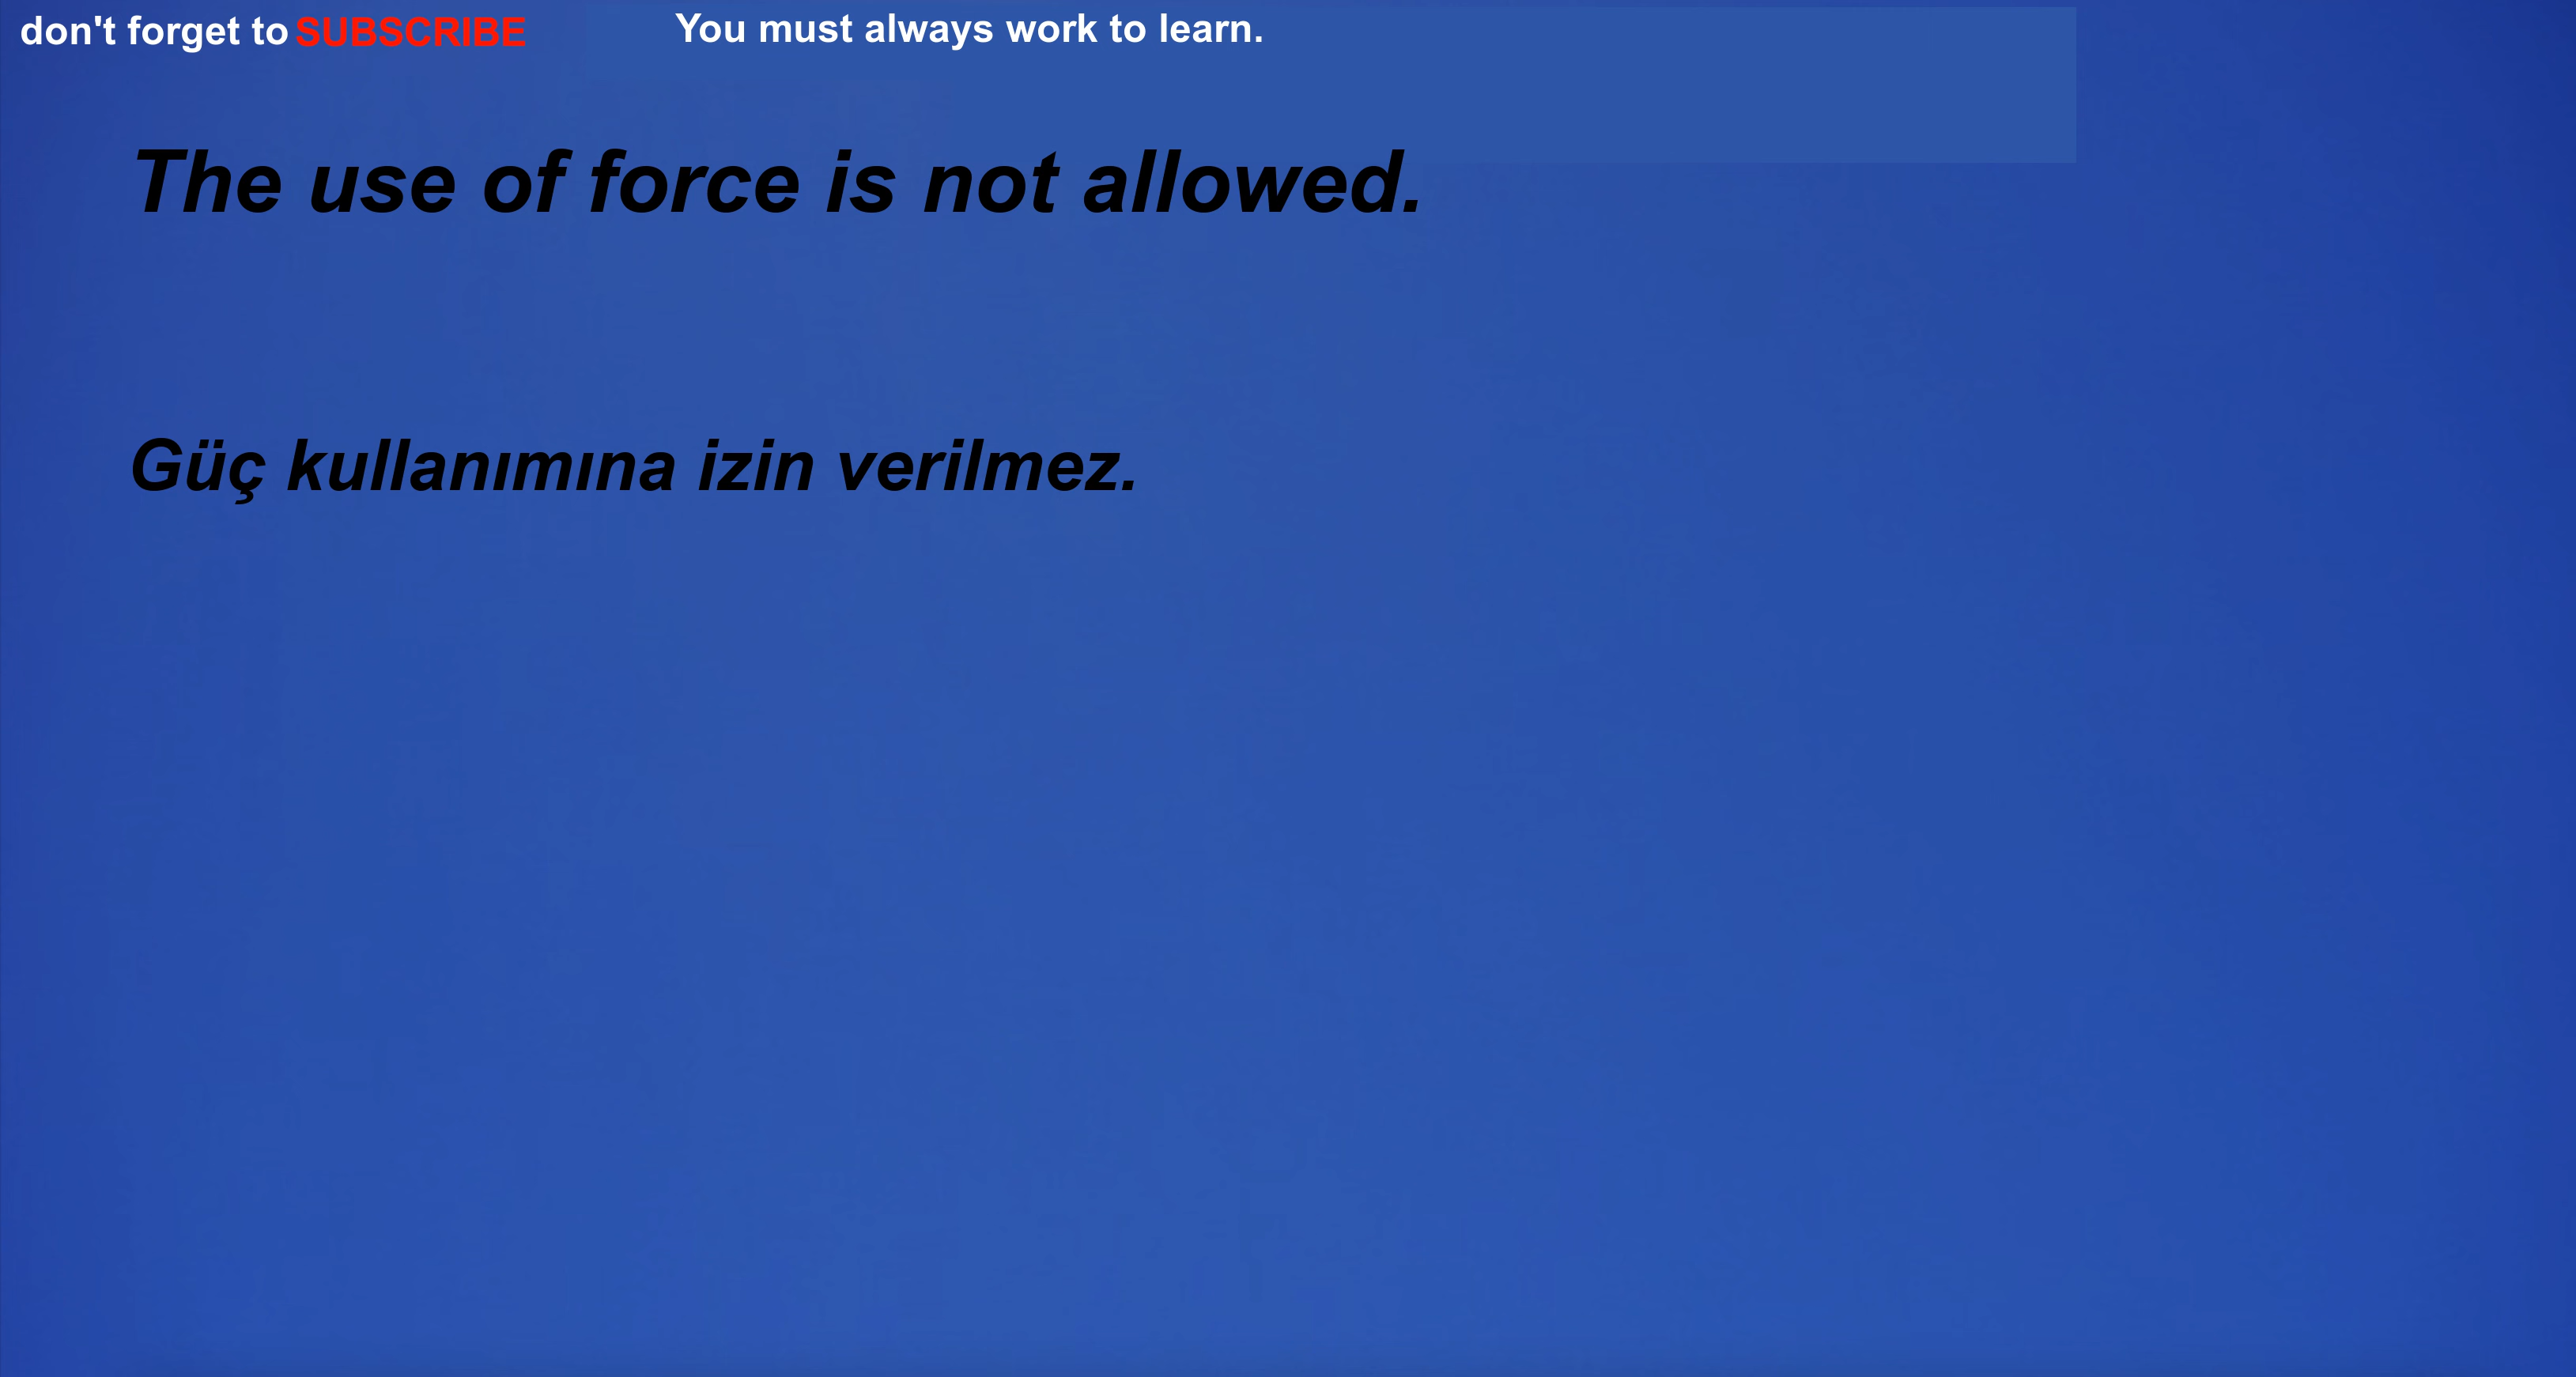 don't forget to SUBSCRIBE You must always work to learn.
The use of force is not allowed.
Güç kullanımına izin verilmez.